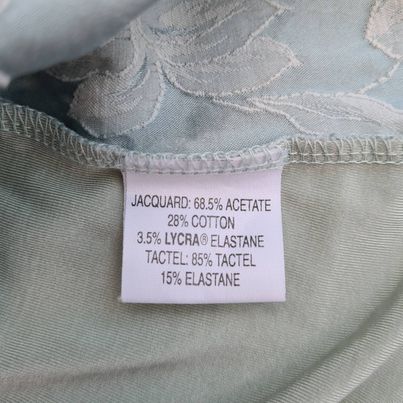 JACQUARD: 68.5% ACETATE
28% COTTON
3.5% LYCRA® ELASTANE
TACTEL: 85% TACTEL
15% ELASTANE